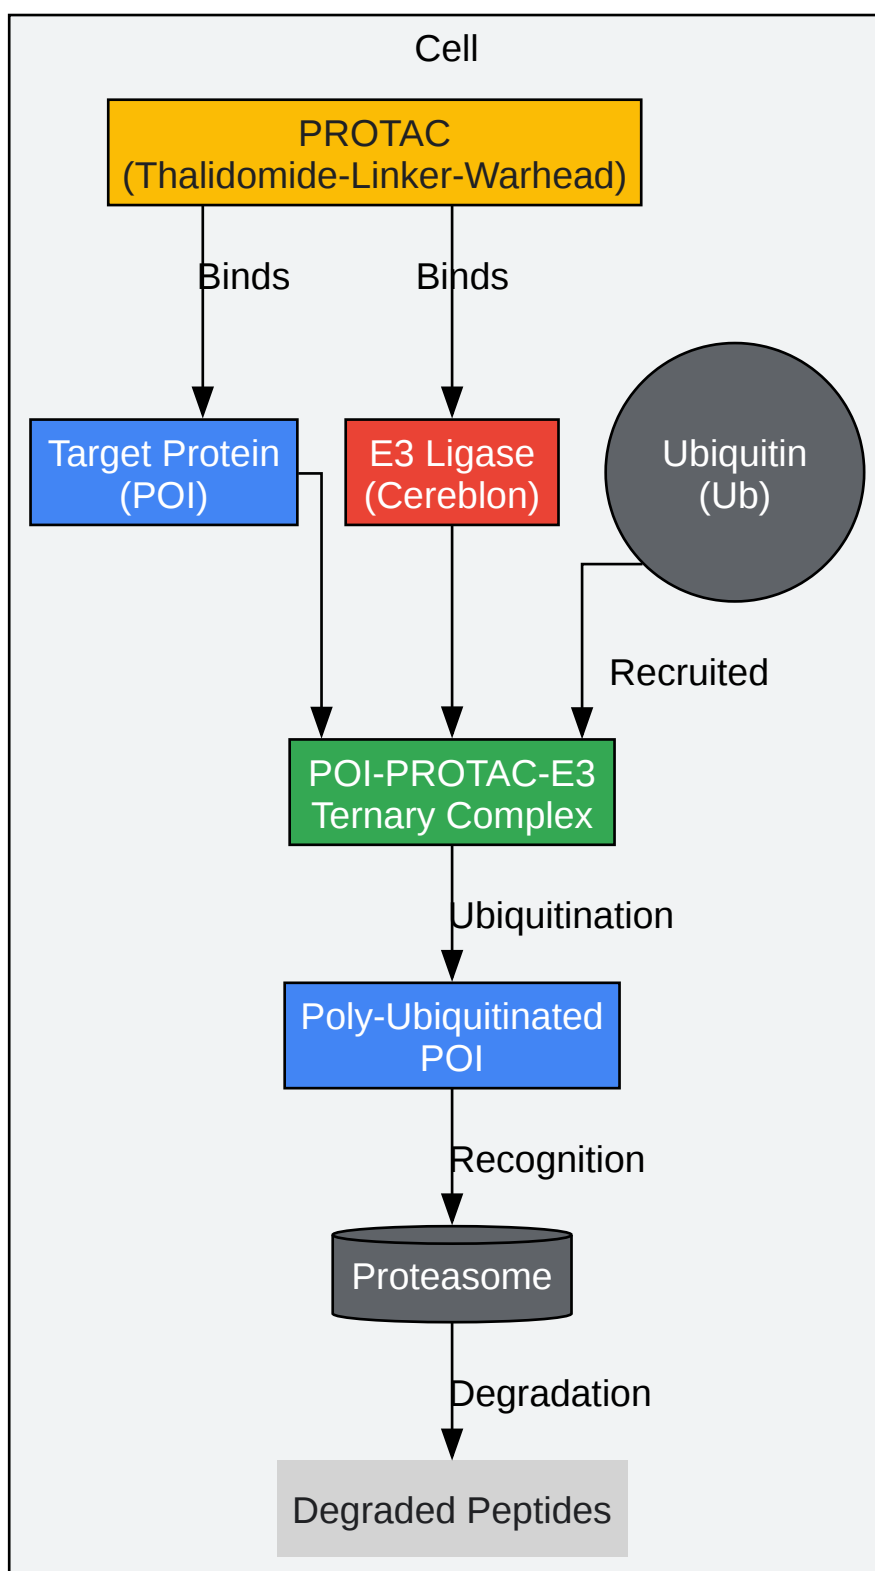 Cell
PROTAC
(Thalidomide-Linker-Warhead)
Binds
Binds
Target Protein
(POI)
E3 Ligase
(Cereblon)
Ubiquitin
(Ub)
Recruited
POI-PROTAC-E3
Ternary Complex
Ubiquitination
Poly-Ubiquitinated
POI
Recognition
Proteasome
Degradation
Degraded Peptides